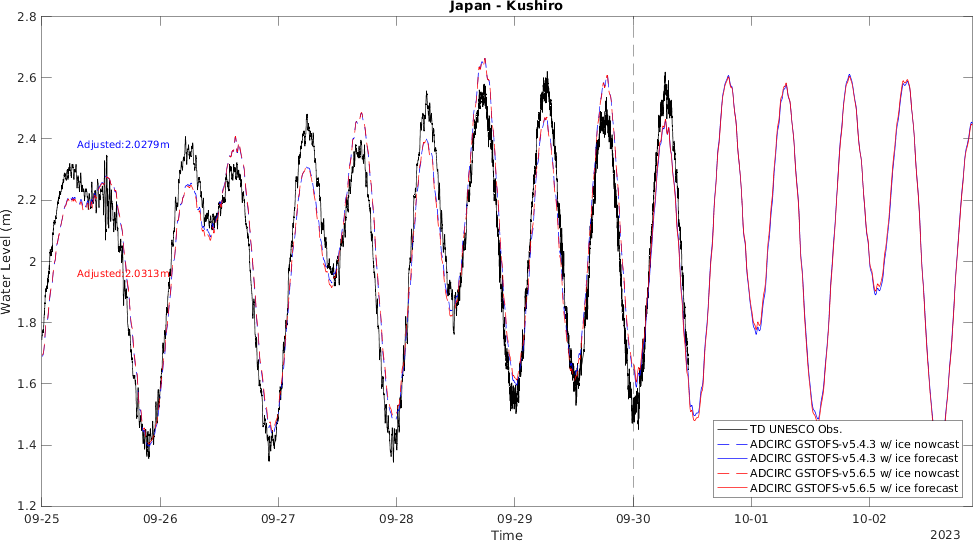 Japan - Kushiro
2.8
2.6
2.4
2.2
2
1.8
1.6
1.4
1.2
Water Level (m)
Adjusted:2.0279m
Adjusted:2.0313m
TD UNESCO Obs.
ADCIRC GSTOFS-v5.4.3 w/ ice nowcast
ADCIRC GSTOFS-v5.4.3 w/ ice forecast
ADCIRC GSTOFS-v5.6.5 w/ ice nowcast
ADCIRC GSTOFS-v5.6.5 w/ ice forecast
09-25 09-26 09-27 09-28 09-29 09-30 10-01 10-02
Time
2023